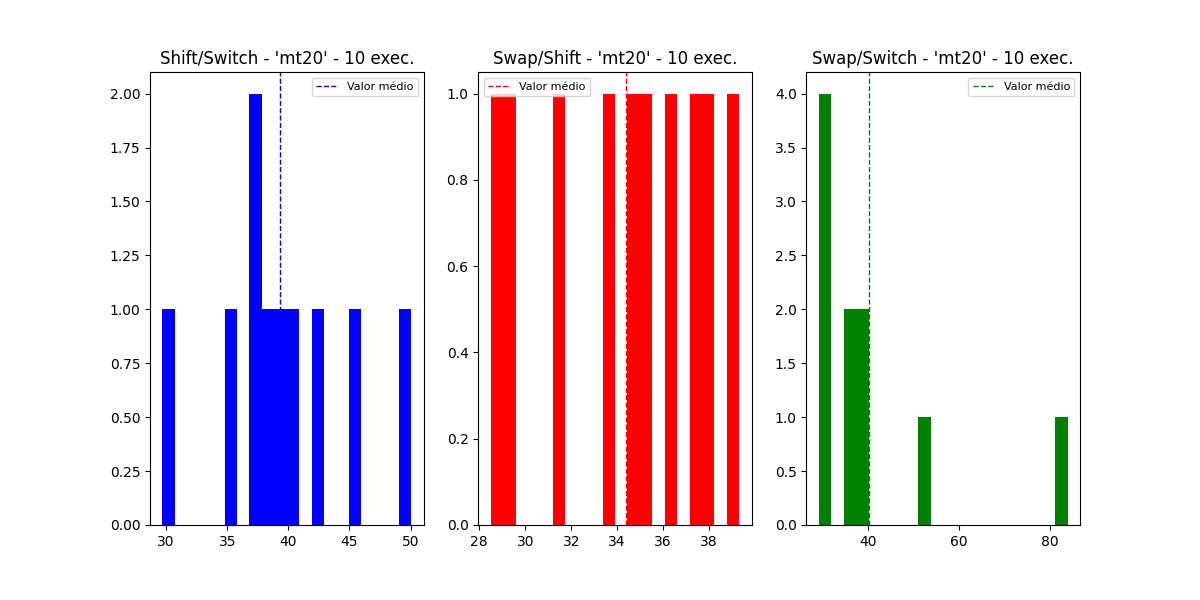 Shift/Switch - 'mt20' - 10 exec.
Valor médio
2.00
1.75
1.50
1.25
1.00
0.75
0.50
0.25
0.00
30 35 40 45 50
Swap/Shift - 'mt20' - 10 exec.
Valor médio
1.0
0.8
0.6
0.4
0.2
0.0
28 30 32 34 36 38
Swap/Switch - 'mt20' - 10 exec.
Valor médio
4.0
3.5
3.0
2.5
2.0
1.5
1.0
0.5
0.0
40 60 80